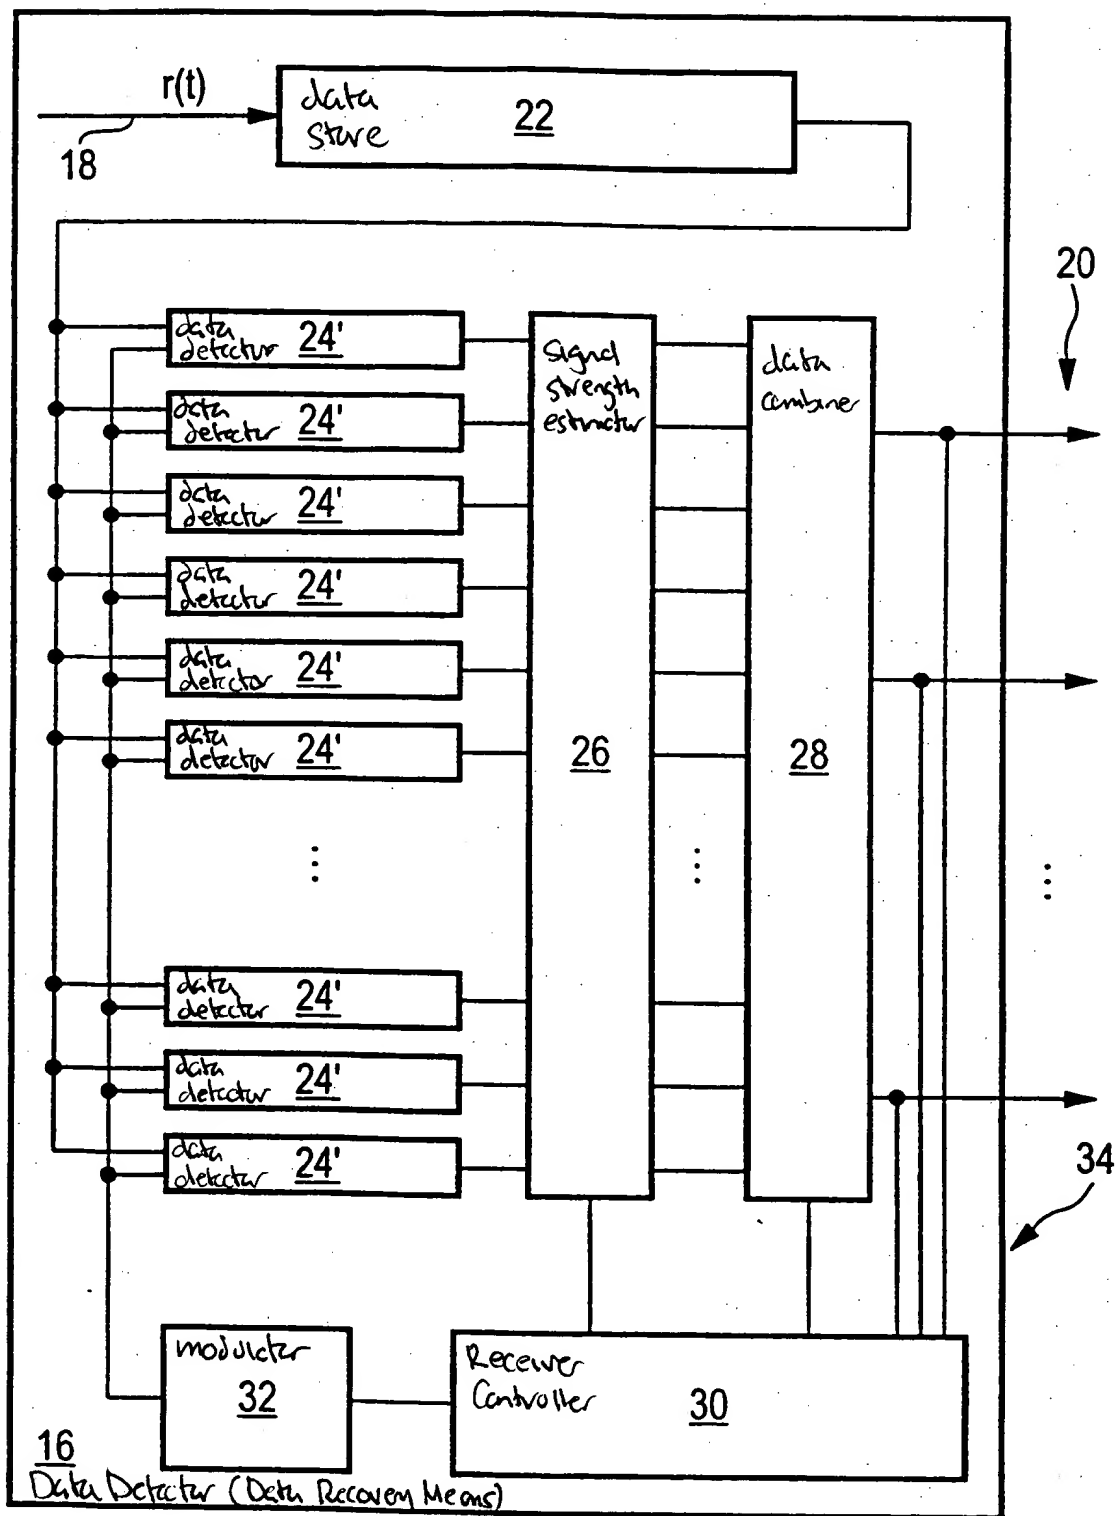 r(t)
18
data
store
22
20
data
detector
24'
data
detector
24'
data
detector
24'
data
detector
24'
data
detector
24'
data
detector
24'
signal
strength
estimator
26
data
combiner
28
...
...
...
data
detector
24'
data
detector
24'
data
detector
24'
34
modulator
32
Receiver
Controller
30
16
Data Detector (Data Recovery Means)